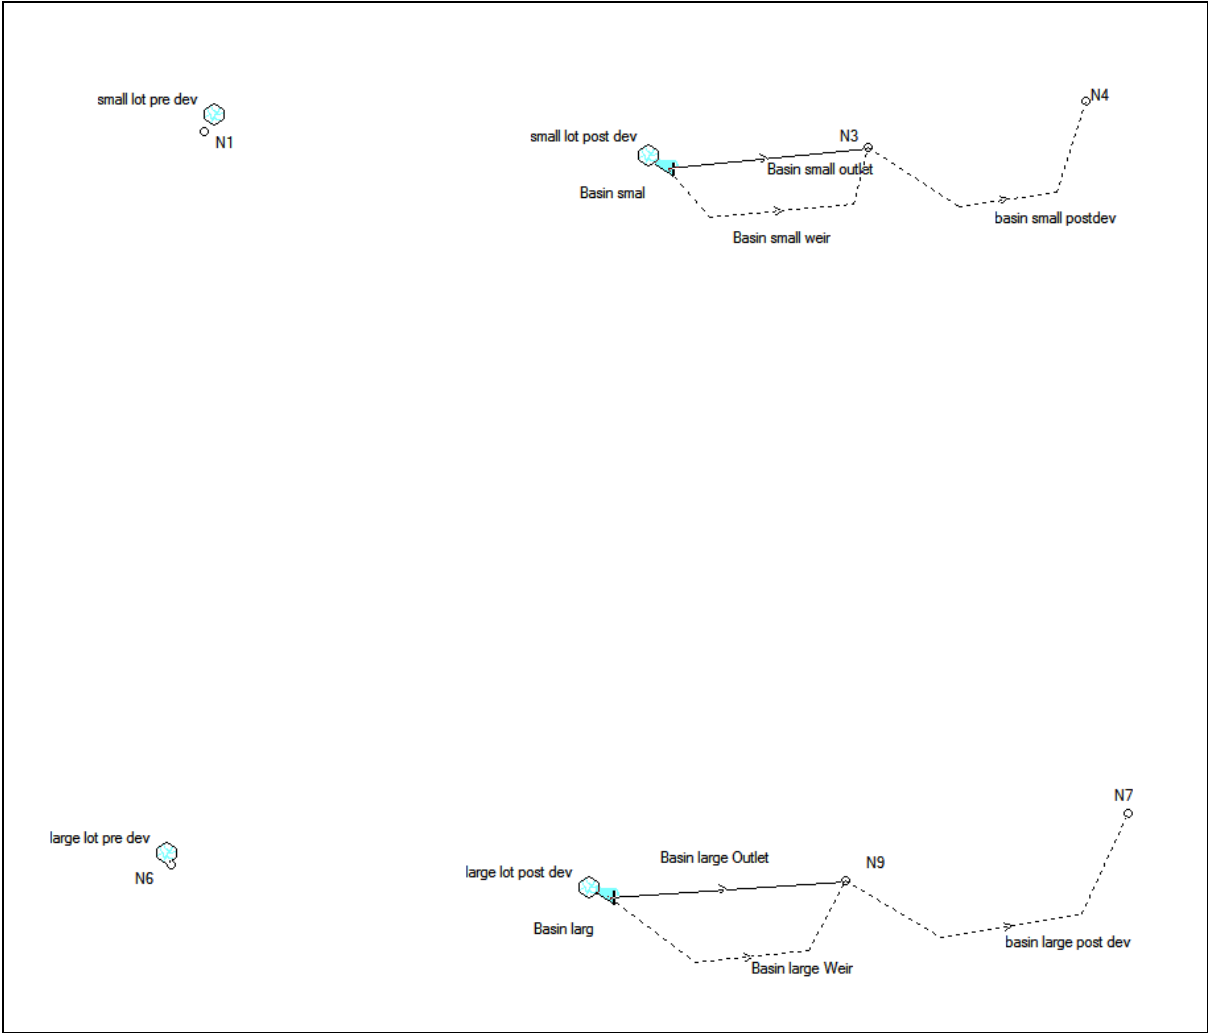 small lot pre dev
N1
small lot post dev
N3
N4
Basin small outlet
Basin smal
basin small postdev
Basin small weir
N7
large lot pre dev
N6
large lot post dev
Basin large Outlet
N9
Basin larg
basin large post dev
Basin large Weir